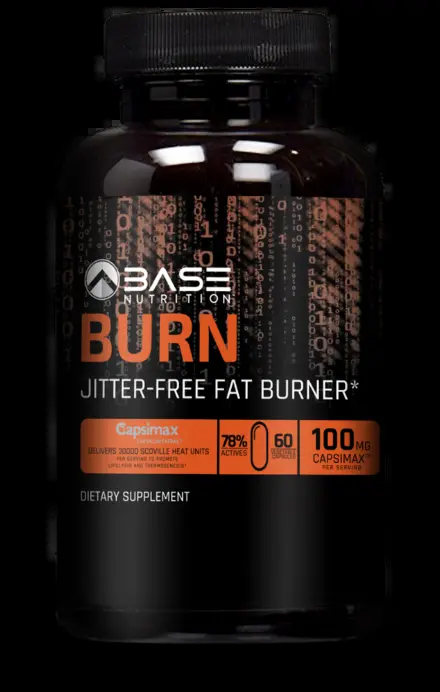 BASE
NUTRITION
BURN
JITTER-FREE FAT BURNER*
Capsimax
DELIVERS 30000 SCOVILLE HEAT UNITS
PER SERVING TO PROMOTE
LIPOLYSIS AND THERMOGENESIS*
78%
ACTIVES
60
VEGETABLE
CAPSULES
100MG
CAPSIMAX™
PER SERVING
DIETARY SUPPLEMENT